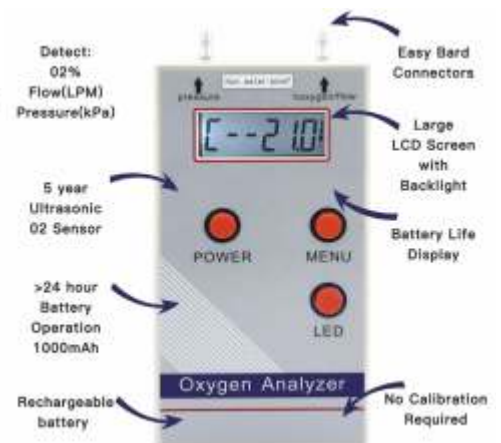 Detect:
02%
Flow(LPM)
Pressure(kPa)
Easy Bard
Connectors
pressure
C--21.0
Large
LCD Screen
with
Backlight
5 year
Ultrasonic
02 Sensor
POWER
MENU
Battery Life
Display
>24 hour
Battery
Operation
1000mAh
LED
Oxygen Analyzer
Rechargeable
battery
No Calibration
Required